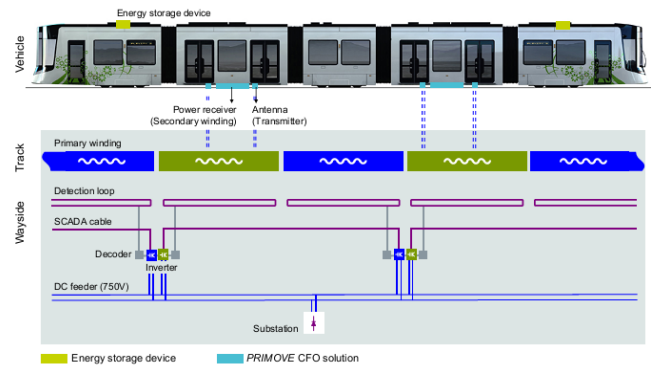 Energy storage device
Vehicle
Power receiver
(Secondary winding)
Antenna
(Transmitter)
Track
Primary winding
Wayside
Detection loop
SCADA cable
Decoder
Inverter
DC feeder (750V)
Substation
Energy storage device
PRIMOVE CFO solution